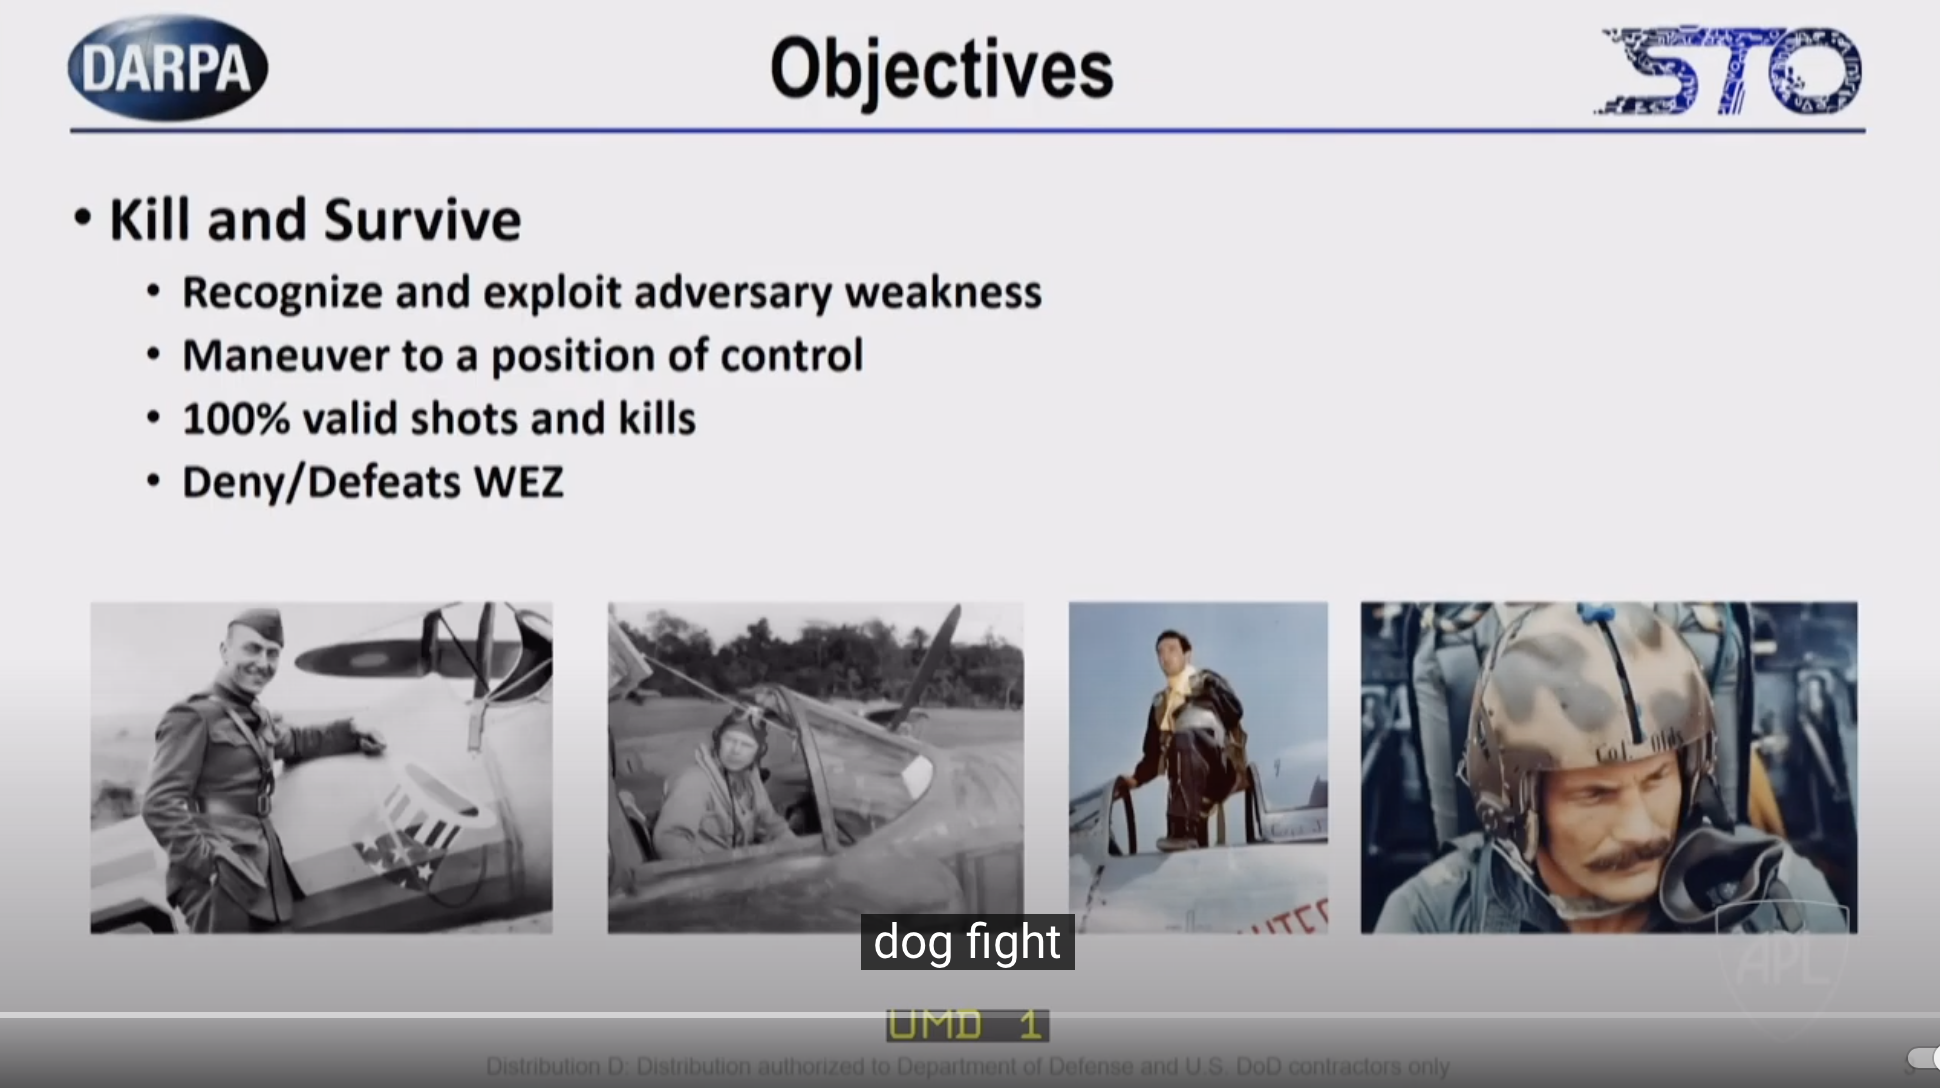 DARPA
Objectives
STO
• Kill and Survive
• Recognize and exploit adversary weakness
• Maneuver to a position of control
• 100% valid shots and kills
• Deny/Defeats WEZ
Col. Olds
dog fight
APL
UMD 1
Distribution D: Distribution authorized to Department of Defense and U.S. DoD contractors only